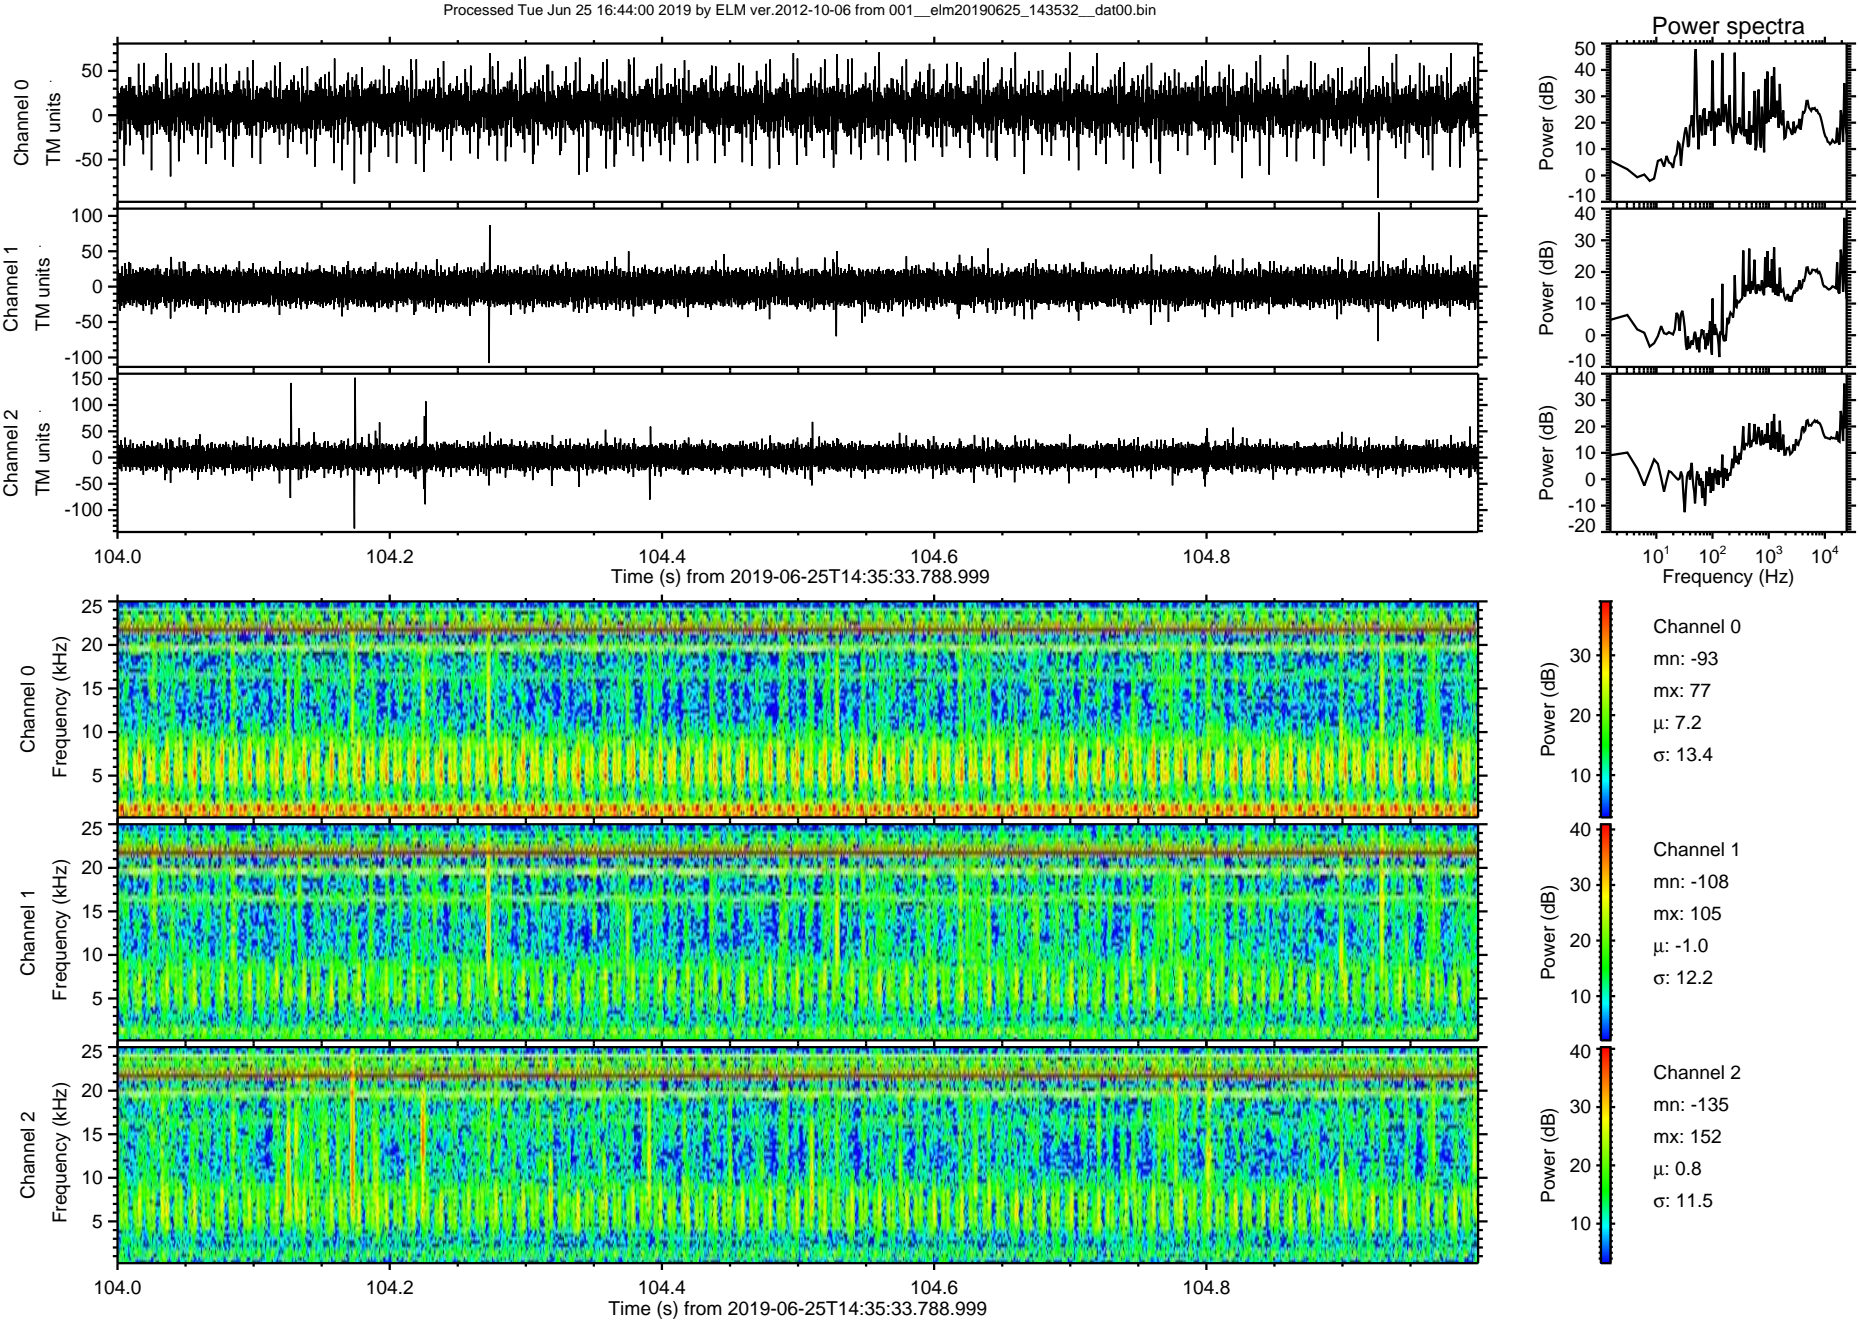 Processed Tue Jun 25 16:44:00 2019 by ELM ver.2012-10-06 from 001__elm20190625_143532__dat00.bin
Power spectra
Channel 0
TM units
50
0
-50
Power (dB)
50
40
30
20
10
0
-10
Channel 1
TM units
100
50
0
-50
-100
Power (dB)
40
30
20
10
0
-10
Channel 2
TM units
150
100
50
0
-50
-100
Power (dB)
40
30
20
10
0
-10
-20
104.0
104.2
104.4
104.6
104.8
Time (s) from 2019-06-25T14:35:33.788.999
10¹
10²
10³
10⁴
Frequency (Hz)
Channel 0
Frequency (kHz)
25
20
15
10
5
Power (dB)
30
20
10
Channel 0
mn: -93
mx: 77
μ: 7.2
σ: 13.4
Channel 1
Frequency (kHz)
25
20
15
10
5
Power (dB)
40
30
20
10
Channel 1
mn: -108
mx: 105
μ: -1.0
σ: 12.2
Channel 2
Frequency (kHz)
25
20
15
10
5
Power (dB)
40
30
20
10
Channel 2
mn: -135
mx: 152
μ: 0.8
σ: 11.5
104.0
104.2
104.4
104.6
104.8
Time (s) from 2019-06-25T14:35:33.788.999